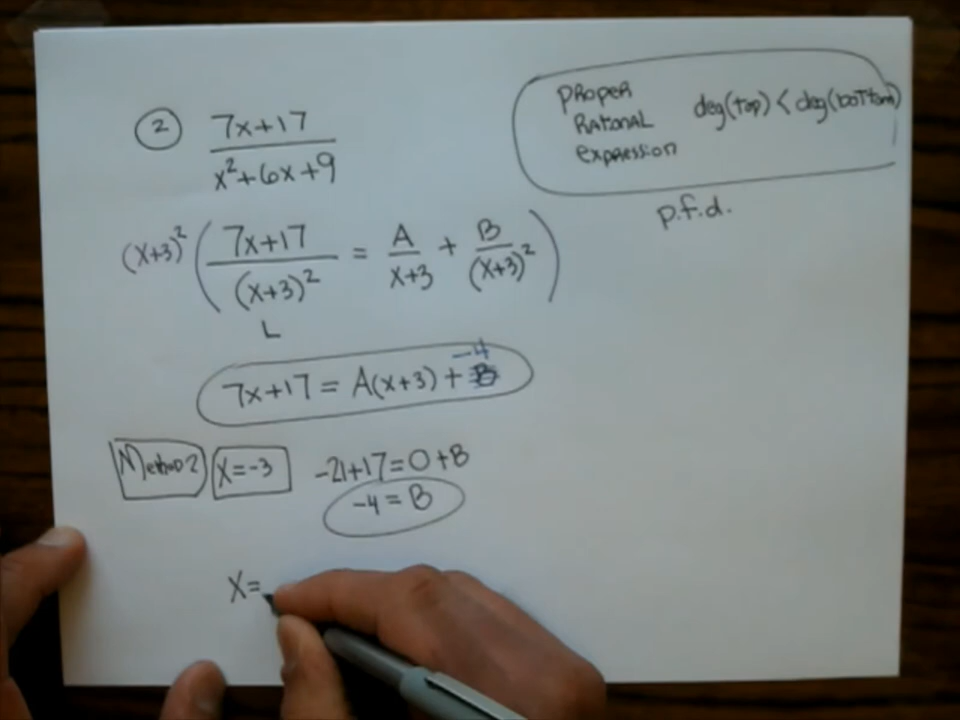 ② 7x+17 / x²+6x+9
PROPER
RATIONAL deg(top) < deg(bottom)
expression
p.f.d.
(x+3)² ( 7x+17 / (x+3)² = A / x+3 + B / (x+3)² )
L
-4
7x+17 = A(x+3) + B
Method 2 X=-3 -21+17=0+B
-4 = B
X=